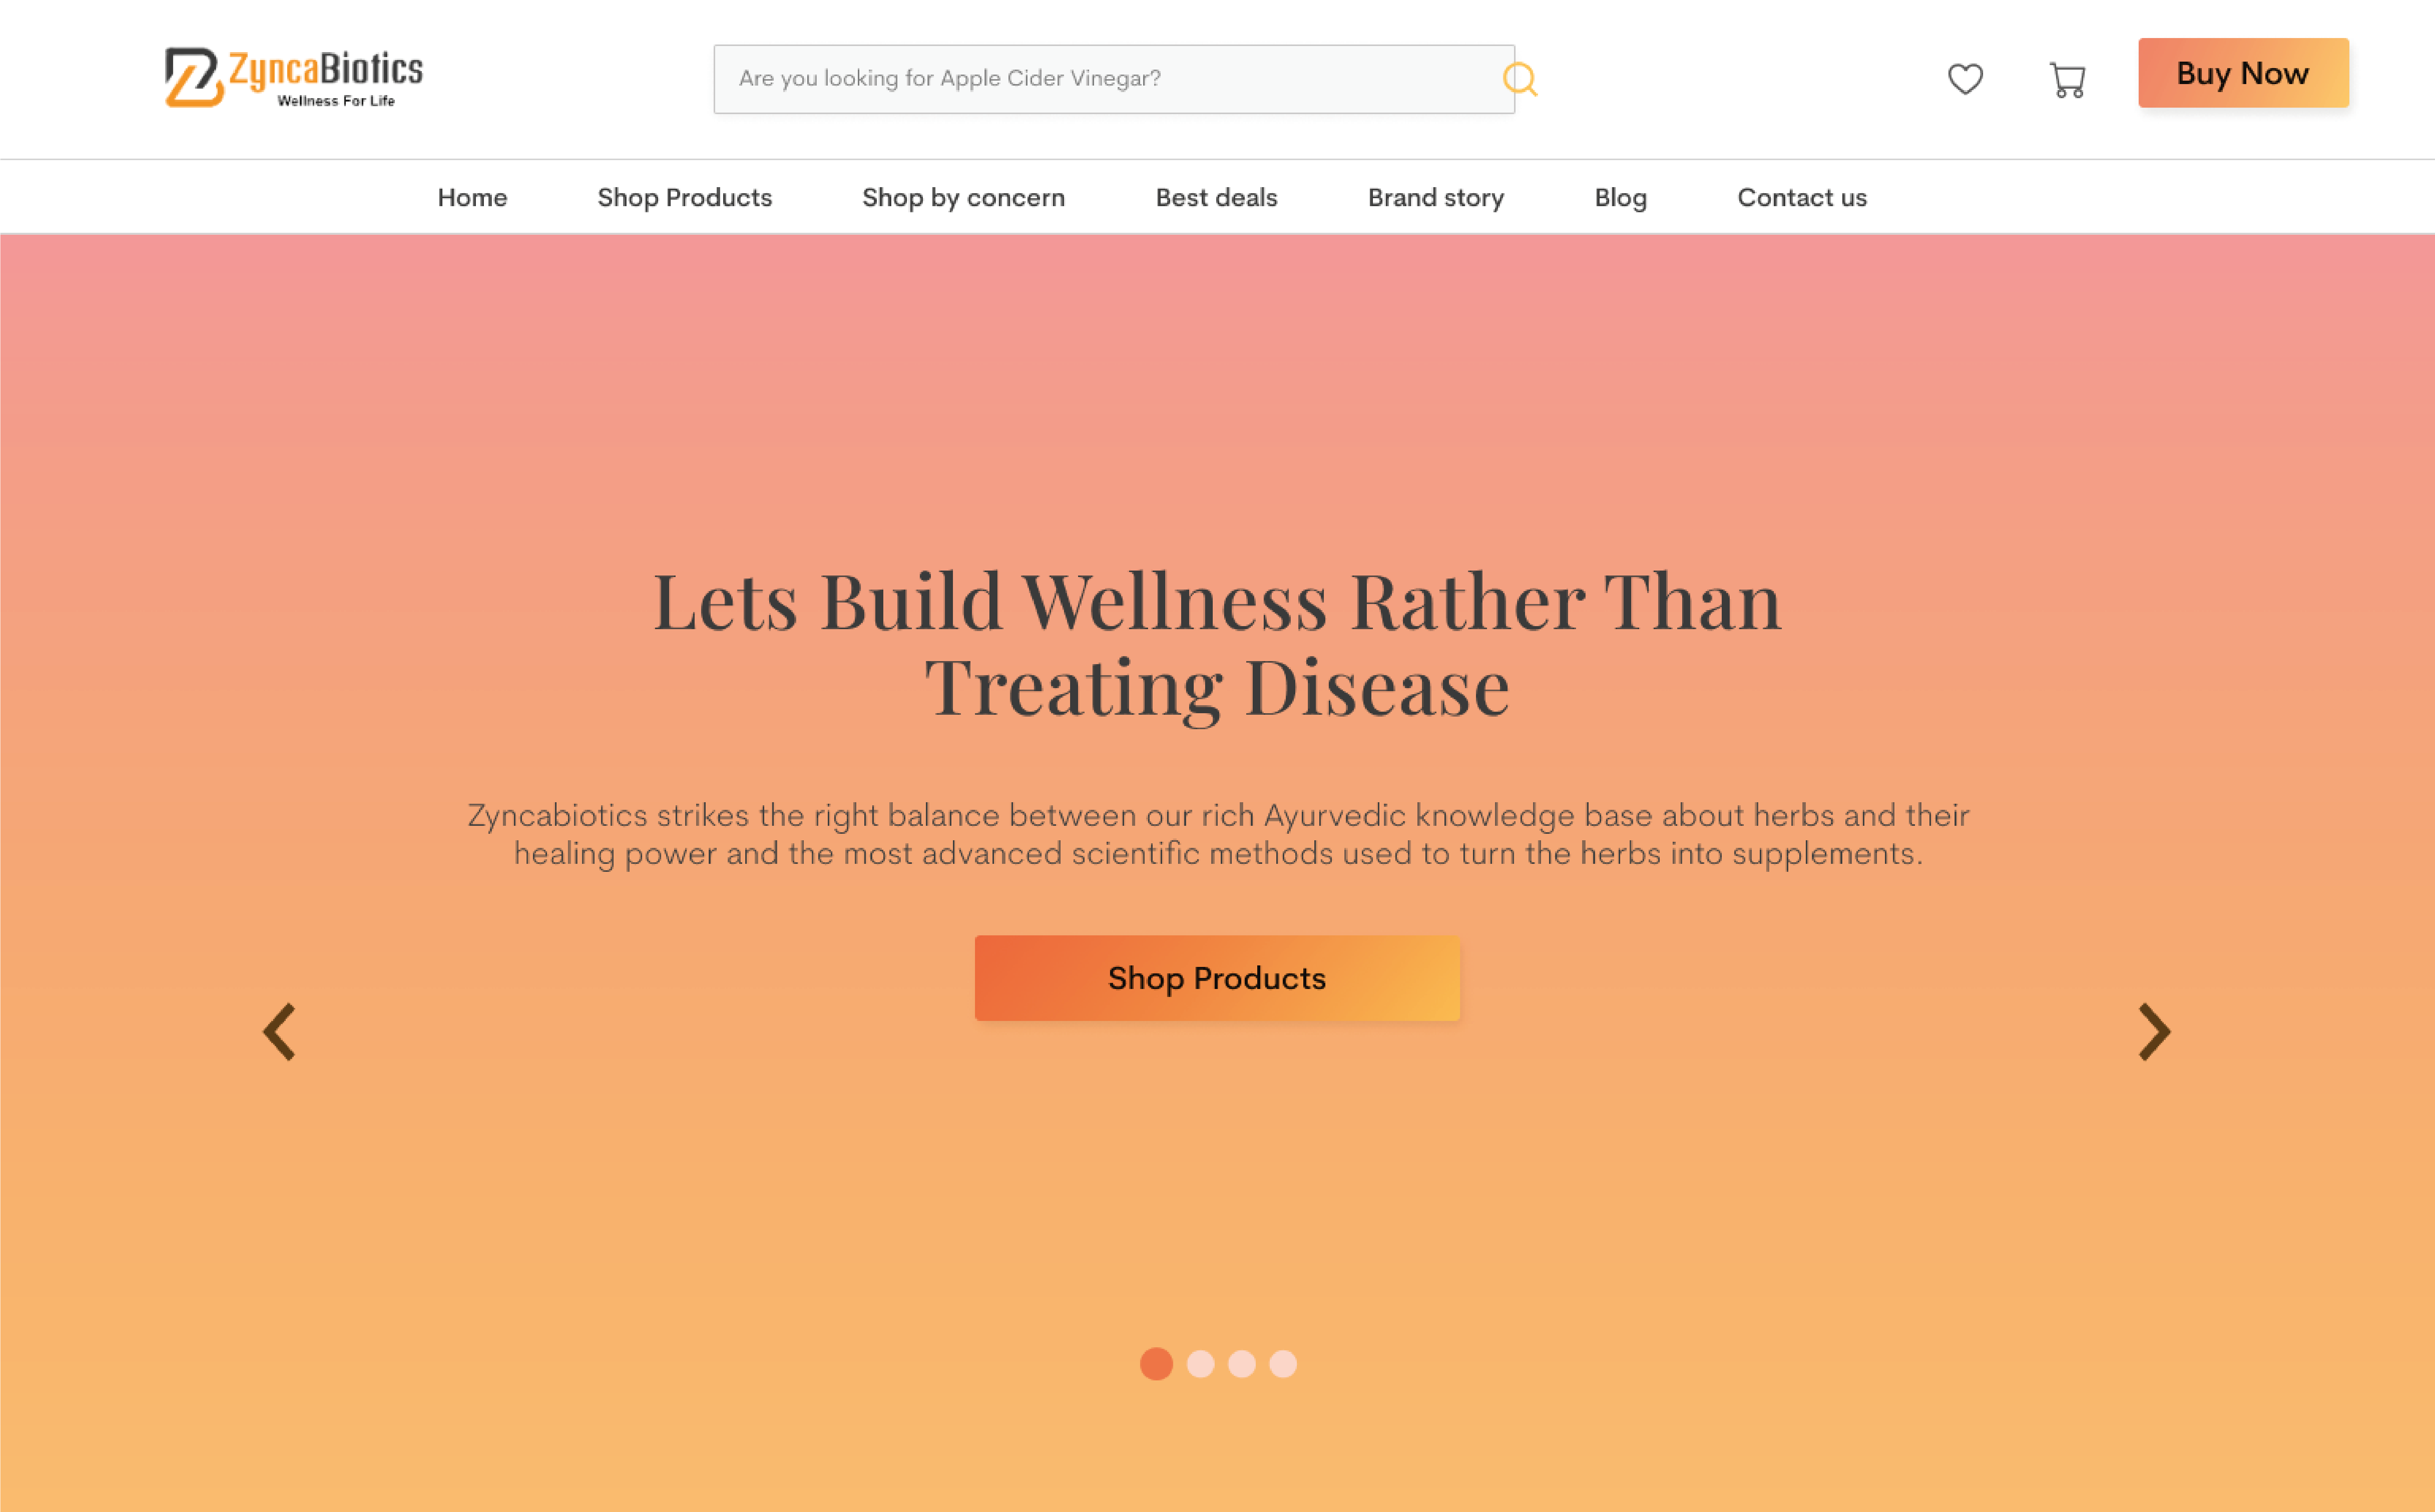 ZyncaBiotics
Wellness For Life
Are you looking for Apple Cider Vinegar?
Buy Now
Home
Shop Products
Shop by concern
Best deals
Brand story
Blog
Contact us
Lets Build Wellness Rather Than
Treating Disease
Zyncabiotics strikes the right balance between our rich Ayurvedic knowledge base about herbs and their
healing power and the most advanced scientific methods used to turn the herbs into supplements.
Shop Products